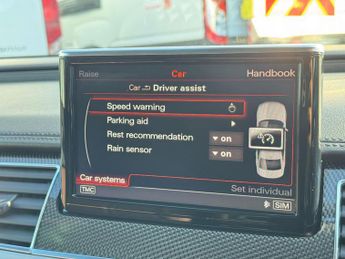 Raise Car Handbook
Car Driver assist
Speed warning
Parking aid
Rest recommendation on
Rain sensor on
Car systems Set individual
TMC SIM